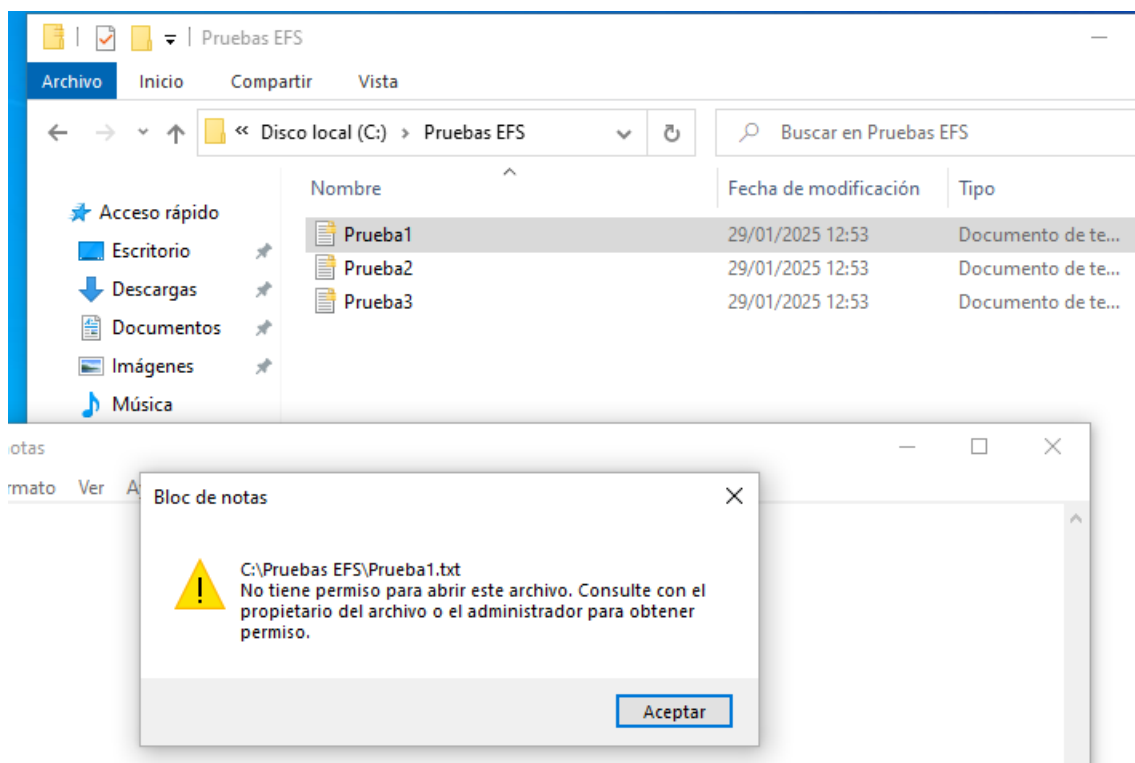 Pruebas EFS
Archivo Inicio Compartir Vista
« Disco local (C:) › Pruebas EFS Buscar en Pruebas EFS
Nombre Fecha de modificación Tipo
Acceso rápido
Prueba1 29/01/2025 12:53 Documento de te...
Escritorio
Prueba2 29/01/2025 12:53 Documento de te...
Descargas
Prueba3 29/01/2025 12:53 Documento de te...
Documentos
Imágenes
Música
otas
rmato Ver A
Bloc de notas
C:\Pruebas EFS\Prueba1.txt
No tiene permiso para abrir este archivo. Consulte con el
propietario del archivo o el administrador para obtener
permiso.
Aceptar